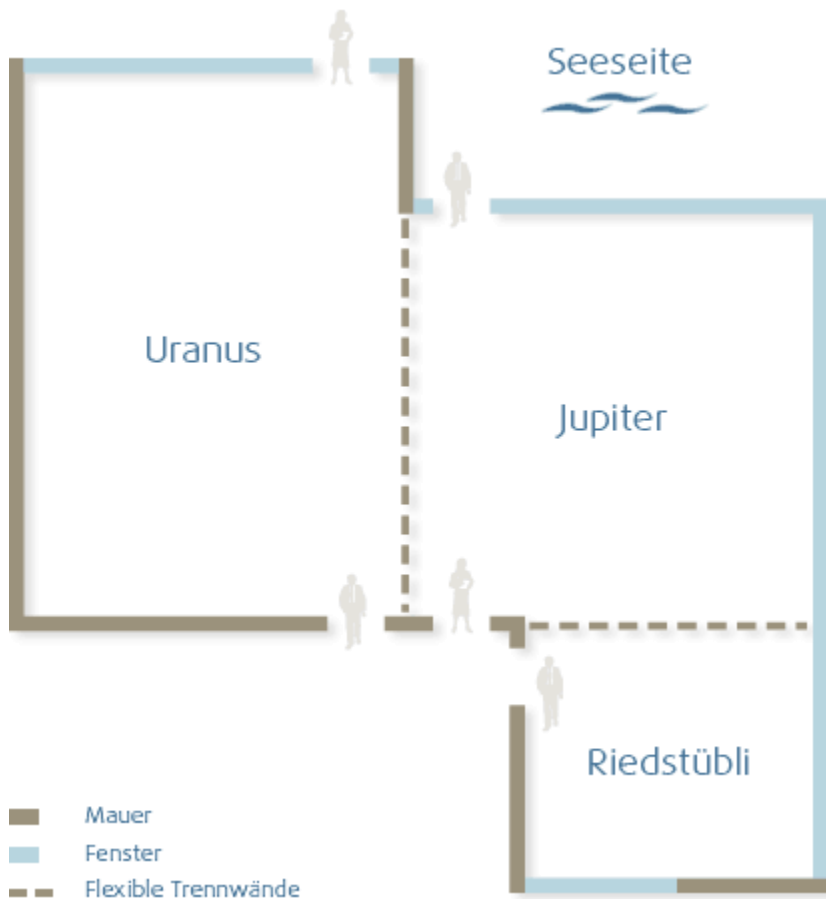 Seeseite
Uranus
Jupiter
Riedstübli
Mauer
Fenster
Flexible Trennwände